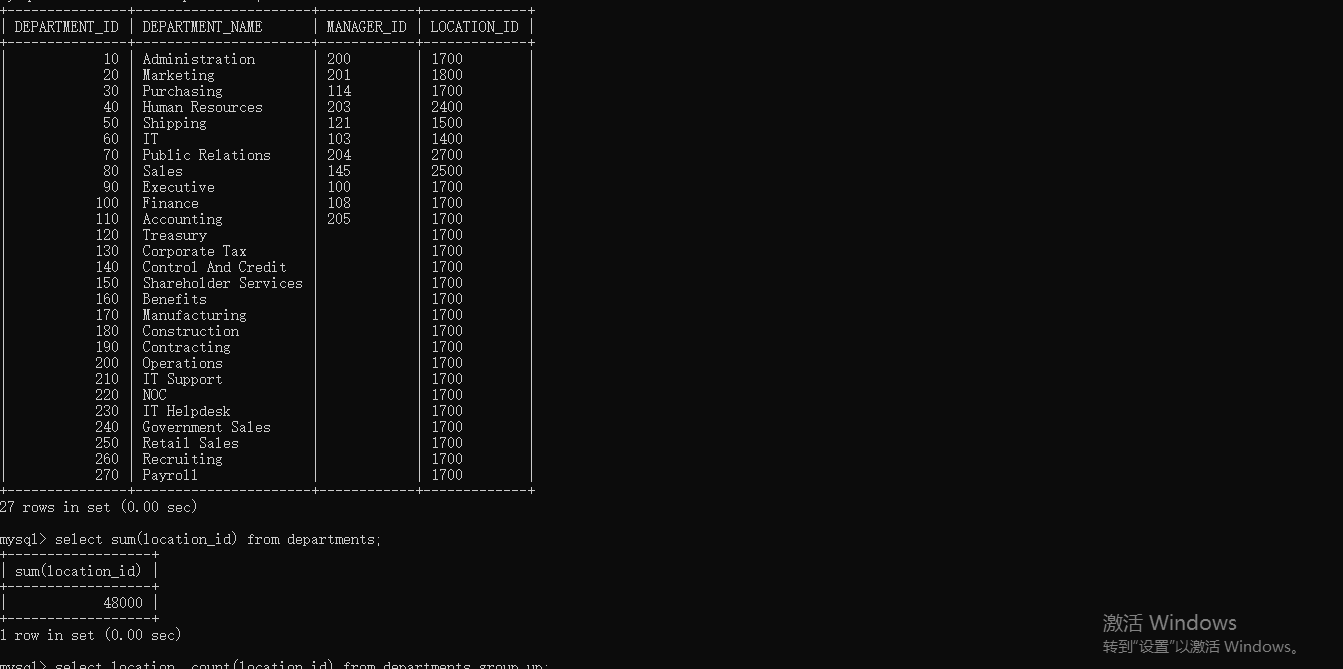 | DEPARTMENT_ID | DEPARTMENT_NAME | MANAGER_ID | LOCATION_ID |
| 10 | Administration | 200 | 1700 |
| 20 | Marketing | 201 | 1800 |
| 30 | Purchasing | 114 | 1700 |
| 40 | Human Resources | 203 | 2400 |
| 50 | Shipping | 121 | 1500 |
| 60 | IT | 103 | 1400 |
| 70 | Public Relations | 204 | 2700 |
| 80 | Sales | 145 | 2500 |
| 90 | Executive | 100 | 1700 |
| 100 | Finance | 108 | 1700 |
| 110 | Accounting | 205 | 1700 |
| 120 | Treasury | | 1700 |
| 130 | Corporate Tax | | 1700 |
| 140 | Control And Credit | | 1700 |
| 150 | Shareholder Services | | 1700 |
| 160 | Benefits | | 1700 |
| 170 | Manufacturing | | 1700 |
| 180 | Construction | | 1700 |
| 190 | Contracting | | 1700 |
| 200 | Operations | | 1700 |
| 210 | IT Support | | 1700 |
| 220 | NOC | | 1700 |
| 230 | IT Helpdesk | | 1700 |
| 240 | Government Sales | | 1700 |
| 250 | Retail Sales | | 1700 |
| 260 | Recruiting | | 1700 |
| 270 | Payroll | | 1700 |
27 rows in set (0.00 sec)
mysql> select sum(location_id) from departments;
| sum(location_id) |
| 48000 |
1 row in set (0.00 sec)
mysql> select location, count(location_id) from departments group up;
激活 Windows
转到“设置”以激活 Windows。